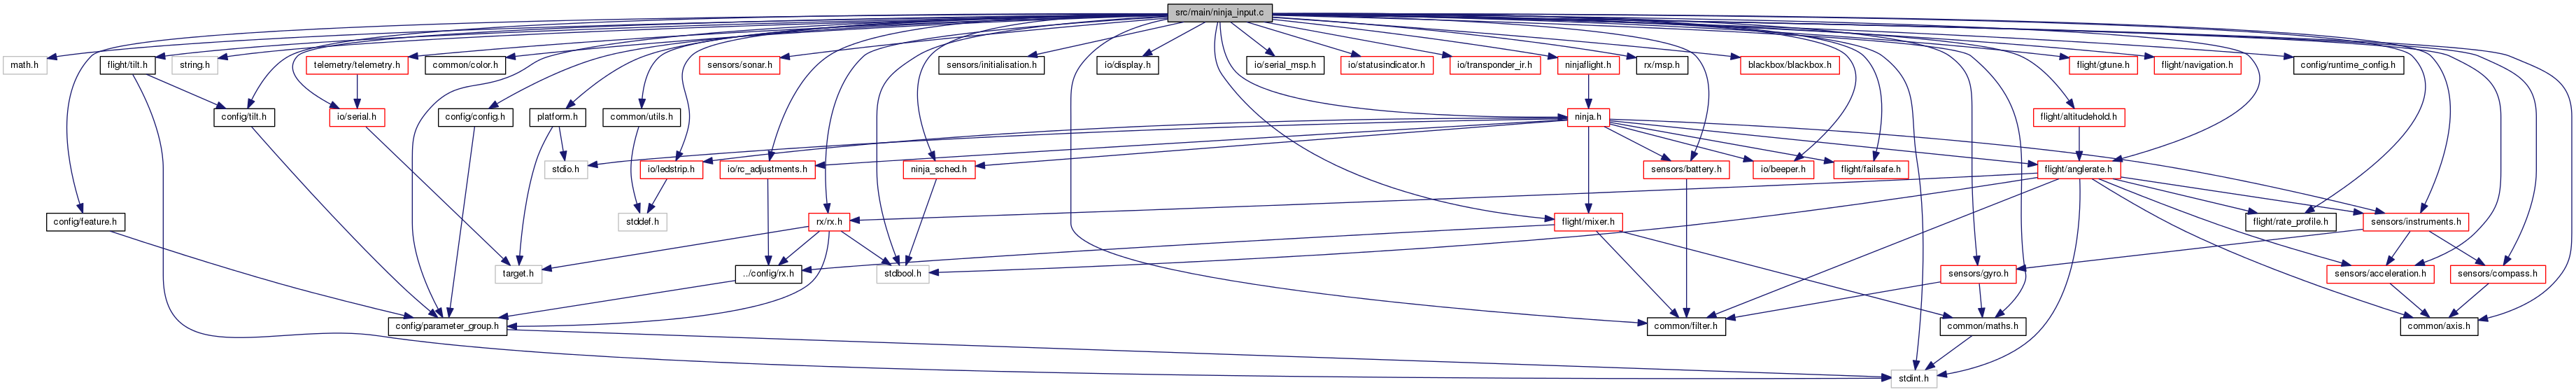 src/main/ninja_input.c
math.h
flight/tilt.h
string.h
telemetry/telemetry.h
common/color.h
sensors/sonar.h
sensors/initialisation.h
io/display.h
io/serial_msp.h
io/statusindicator.h
io/transponder_ir.h
ninjaflight.h
rx/msp.h
blackbox/blackbox.h
flight/gtune.h
flight/navigation.h
config/runtime_config.h
config/tilt.h
io/serial.h
config/config.h
platform.h
common/utils.h
ninja.h
flight/altitudehold.h
stdio.h
io/ledstrip.h
io/rc_adjustments.h
ninja_sched.h
sensors/battery.h
io/beeper.h
flight/failsafe.h
flight/anglerate.h
config/feature.h
stddef.h
rx/rx.h
flight/mixer.h
flight/rate_profile.h
sensors/instruments.h
target.h
../config/rx.h
stdbool.h
sensors/gyro.h
sensors/acceleration.h
sensors/compass.h
config/parameter_group.h
common/filter.h
common/maths.h
common/axis.h
stdint.h